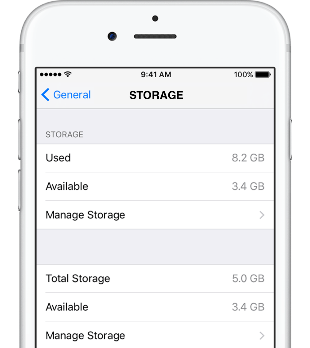 9:41 AM 100%
General STORAGE
STORAGE
Used 8.2 GB
Available 3.4 GB
Manage Storage
Total Storage 5.0 GB
Available 3.4 GB
Manage Storage